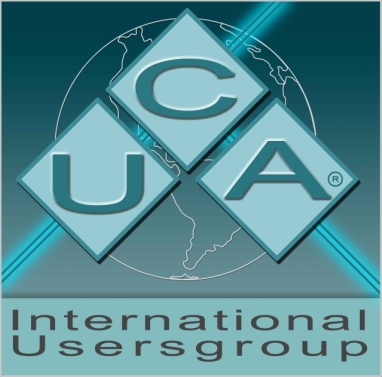 C
U A ®
International
Usersgroup